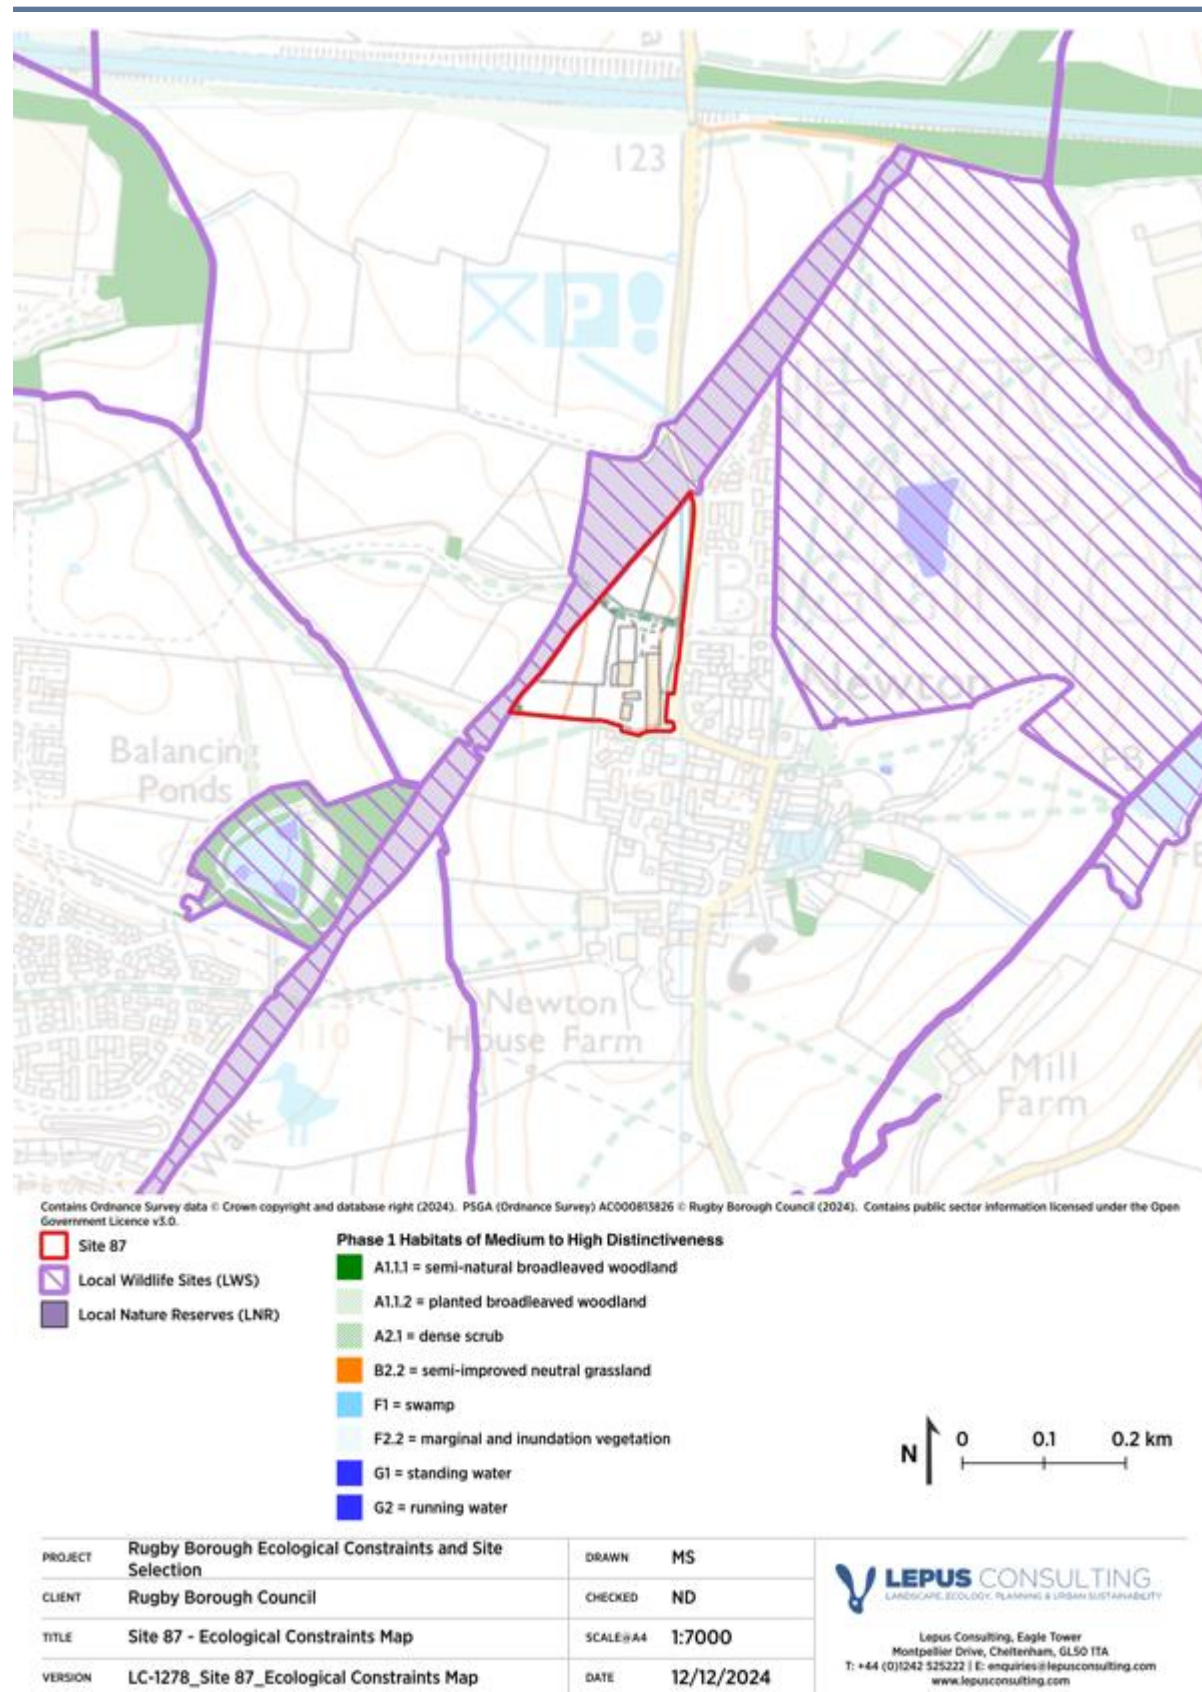 123
P
NEWTO
AND
BIGGIN CP
Newton
FB
Balancing
Ponds
FB
110
Newton
House Farm
Walk
Mill
Farm
Contains Ordnance Survey data © Crown copyright and database right (2024). PSGA (Ordnance Survey) AC000813826 © Rugby Borough Council (2024). Contains public sector information licensed under the Open
Government Licence v3.0.
Site 87
Local Wildlife Sites (LWS)
Local Nature Reserves (LNR)
Phase 1 Habitats of Medium to High Distinctiveness
A1.1.1 = semi-natural broadleaved woodland
A1.1.2 = planted broadleaved woodland
A2.1 = dense scrub
B2.2 = semi-improved neutral grassland
F1 = swamp
F2.2 = marginal and inundation vegetation
G1 = standing water
G2 = running water
N
0 0.1 0.2 km
PROJECT Rugby Borough Ecological Constraints and Site
Selection
DRAWN MS
CLIENT Rugby Borough Council
CHECKED ND
TITLE Site 87 - Ecological Constraints Map
SCALE@A4 1:7000
VERSION LC-1278_Site 87_Ecological Constraints Map
DATE 12/12/2024
LEPUS CONSULTING
LANDSCAPE, ECOLOGY, PLANNING & URBAN SUSTAINABILITY
Lepus Consulting, Eagle Tower
Montpellier Drive, Cheltenham, GL50 1TA
T: +44 (0)1242 525222 | E: enquiries@lepusconsulting.com
www.lepusconsulting.com